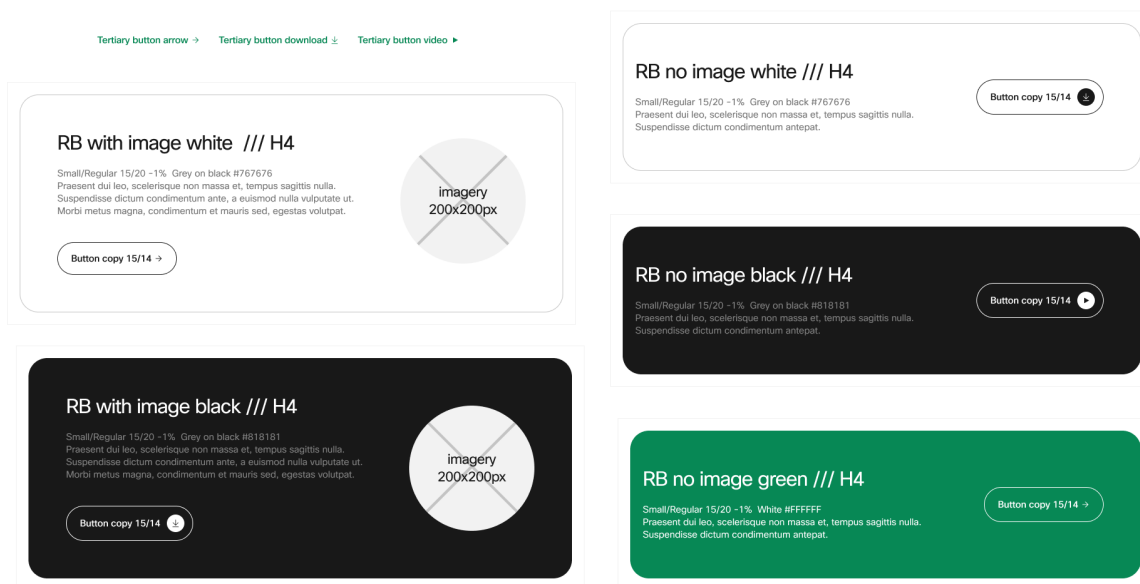 Tertiary button arrow →
Tertiary button download
Tertiary button video
RB with image white /// H4
Small/Regular 15/20 -1% Grey on black #767676
Praesent dui leo, scelerisque non massa et, tempus sagittis nulla.
Suspendisse dictum condimentum ante, a euismod nulla vulputate ut.
Morbi metus magna, condimentum et mauris sed, egestas volutpat.
Button copy 15/14 →
imagery
200x200px
RB with image black /// H4
Small/Regular 15/20 -1% Grey on black #818181
Praesent dui leo, scelerisque non massa et, tempus sagittis nulla.
Suspendisse dictum condimentum ante, a euismod nulla vulputate ut.
Morbi metus magna, condimentum et mauris sed, egestas volutpat.
Button copy 15/14
imagery
200x200px
RB no image white /// H4
Small/Regular 15/20 -1% Grey on black #767676
Praesent dui leo, scelerisque non massa et, tempus sagittis nulla.
Suspendisse dictum condimentum antepat.
Button copy 15/14
RB no image black /// H4
Small/Regular 15/20 -1% Grey on black #818181
Praesent dui leo, scelerisque non massa et, tempus sagittis nulla.
Suspendisse dictum condimentum antepat.
Button copy 15/14
RB no image green /// H4
Small/Regular 15/20 -1% White #FFFFFF
Praesent dui leo, scelerisque non massa et, tempus sagittis nulla.
Suspendisse dictum condimentum antepat.
Button copy 15/14 →